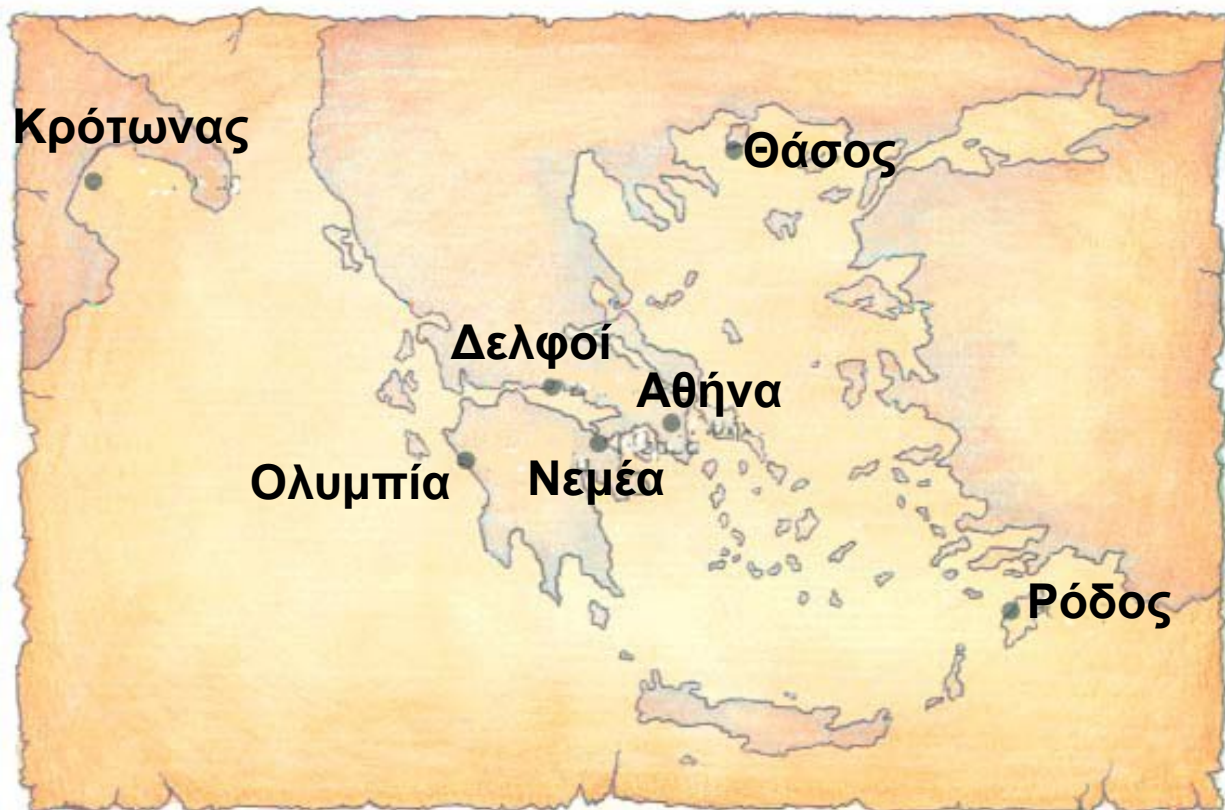 Κρότωνας
Θάσος
Δελφοί
Αθήνα
Ολυμπία
Νεμέα
Ρόδος